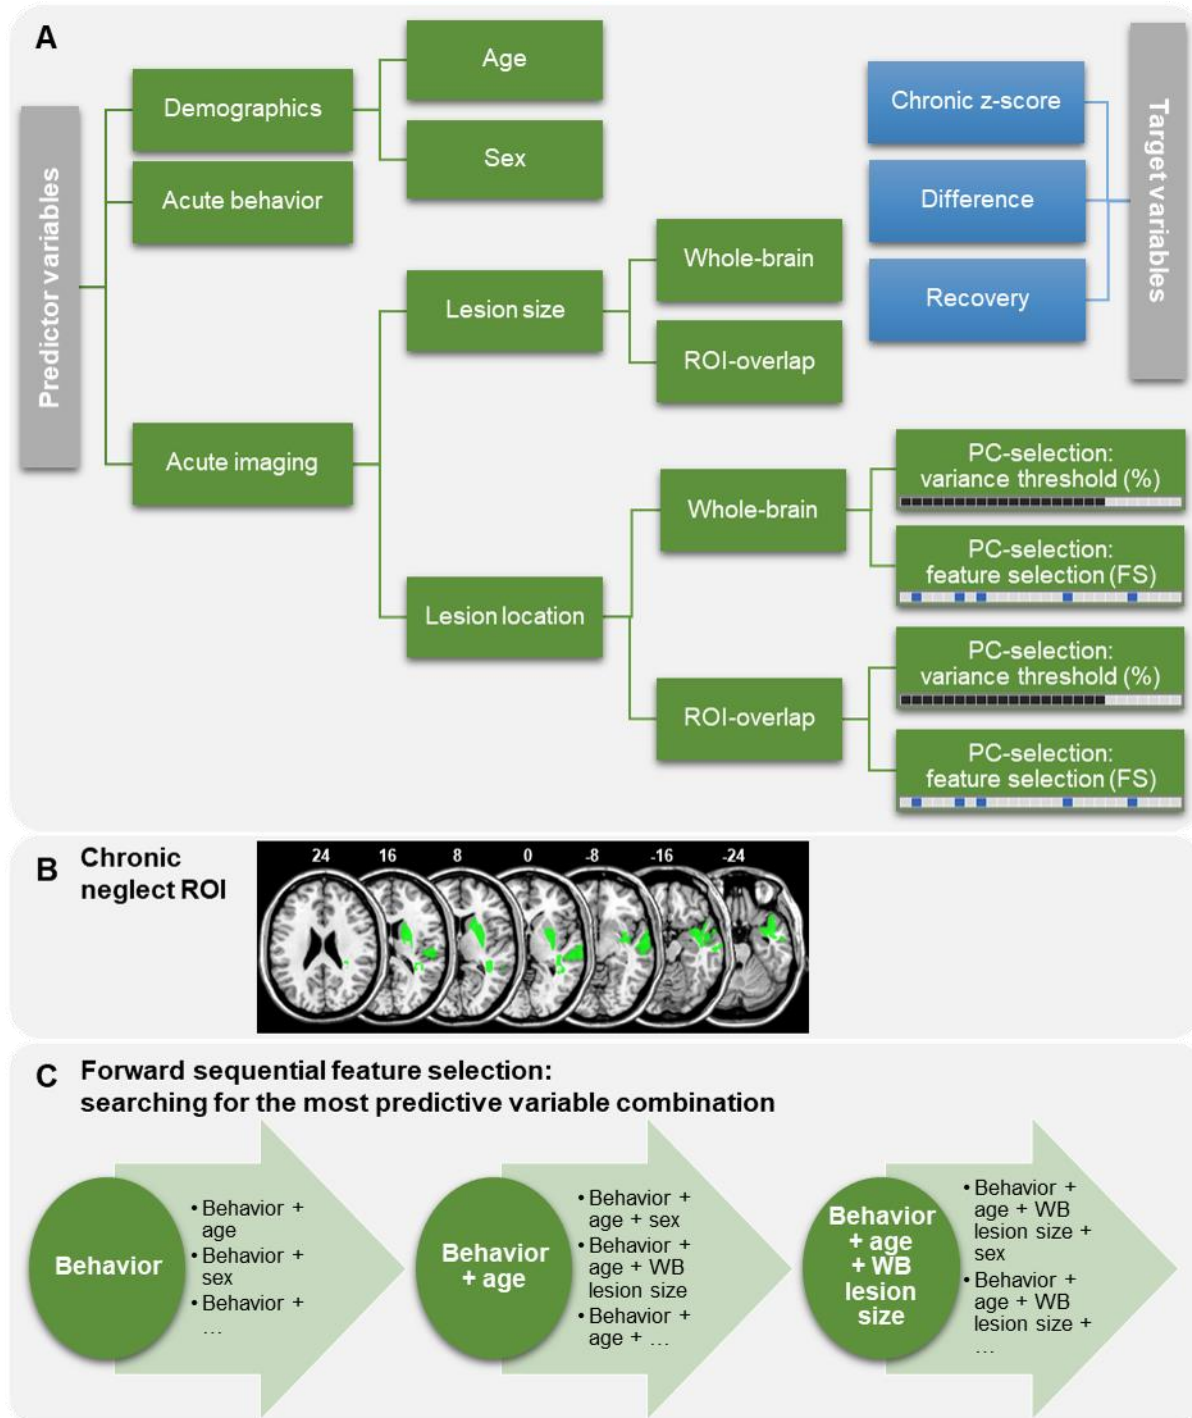 A
Predictor variables
Demographics
Age
Sex
Acute behavior
Acute imaging
Lesion size
Whole-brain
ROI-overlap
Lesion location
Whole-brain
PC-selection:
variance threshold (%)
PC-selection:
feature selection (FS)
ROI-overlap
PC-selection:
variance threshold (%)
PC-selection:
feature selection (FS)
Chronic z-score
Difference
Recovery
Target variables
B
Chronic
neglect ROI
24 16 8 0 -8 -16 -24
C
Forward sequential feature selection:
searching for the most predictive variable combination
Behavior
• Behavior +
age
• Behavior +
sex
• Behavior +
...
Behavior
+ age
• Behavior +
age + sex
• Behavior +
age + WB
lesion size
• Behavior +
age + ...
Behavior
+ age
+ WB
lesion
size
• Behavior +
age + WB
lesion size +
sex
• Behavior +
age + WB
lesion size +
...